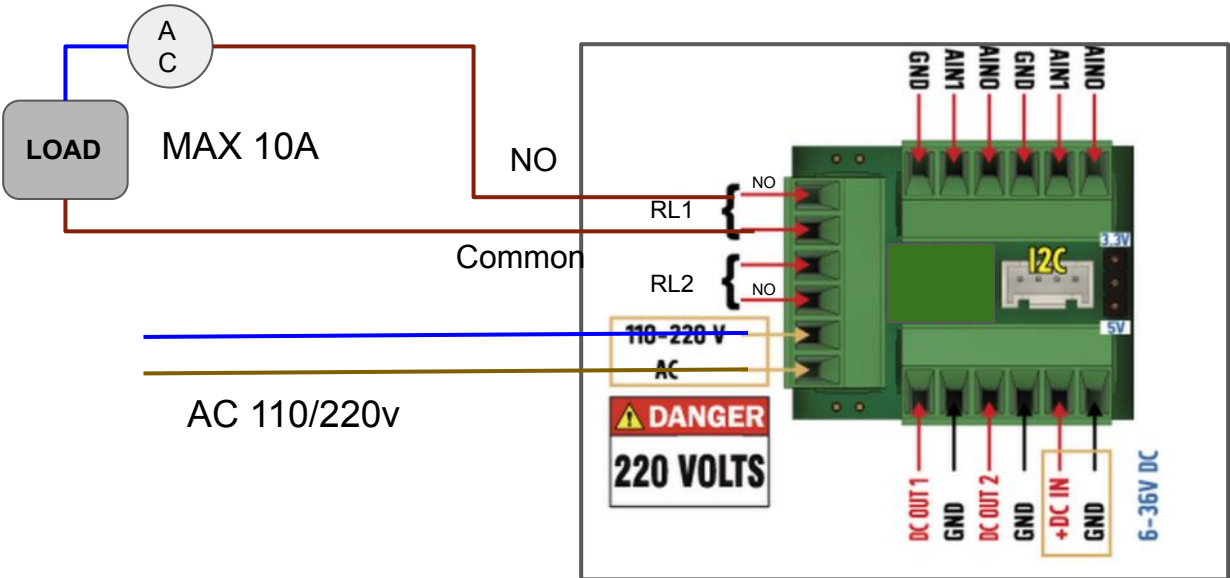 A
C
LOAD
MAX 10A
NO
Common
AC 110/220v
GND
AIN1
AIN0
GND
AIN1
AIN0
NO
RL1
RL2
NO
110-220 V
AC
DANGER
220 VOLTS
I2C
3.3V
5V
DC OUT 1
GND
DC OUT 2
GND
+DC IN
GND
6-36V DC